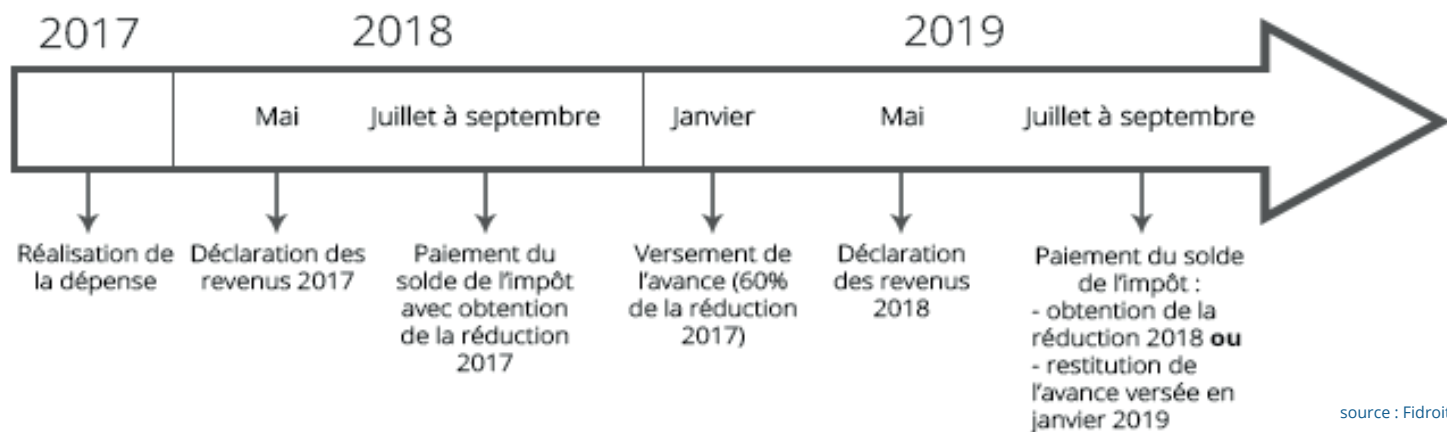 2017
2018
2019
Mai
Juillet à septembre
Janvier
Mai
Juillet à septembre
Réalisation de
la dépense
Déclaration des
revenus 2017
Paiement du
solde de l'impôt
avec obtention
de la réduction
2017
Versement de
l'avance (60%
de la réduction
2017)
Déclaration
des revenus
2018
Paiement du solde
de l'impôt :
- obtention de la
réduction 2018 ou
- restitution de
l'avance versée en
janvier 2019
source : Fidroit